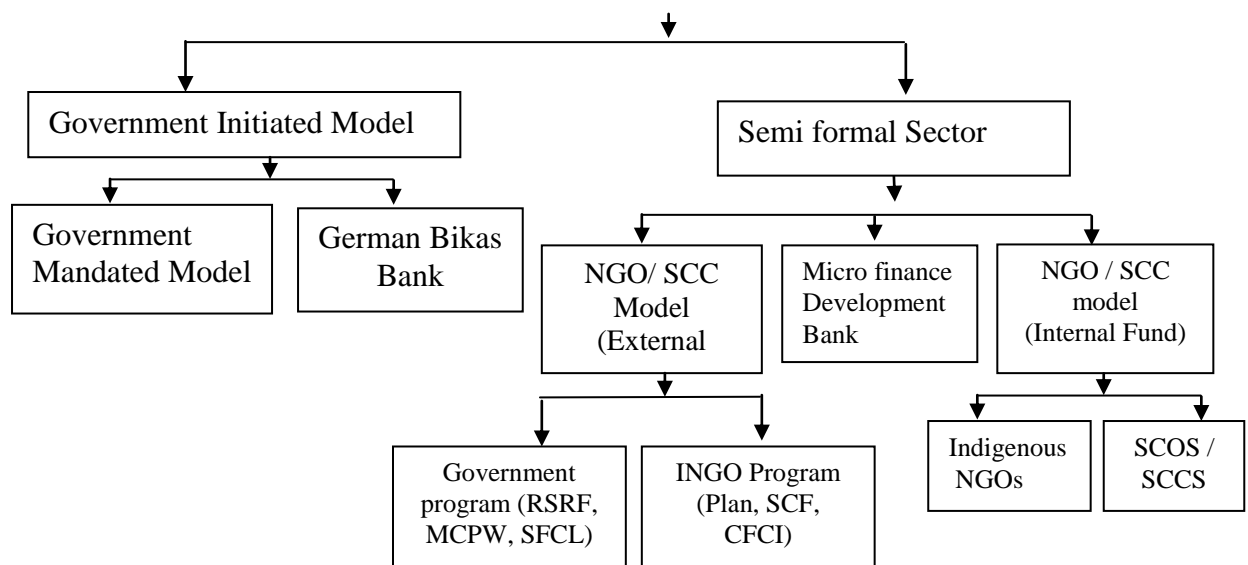 Government Initiated Model
Semi formal Sector
Government
Mandated Model
German Bikas
Bank
NGO/ SCC
Model
(External
Micro finance
Development
Bank
NGO / SCC
model
(Internal Fund)
Government
program (RSRF,
MCPW, SFCL)
INGO Program
(Plan, SCF,
CFCI)
Indigenous
NGOs
SCOS /
SCCS